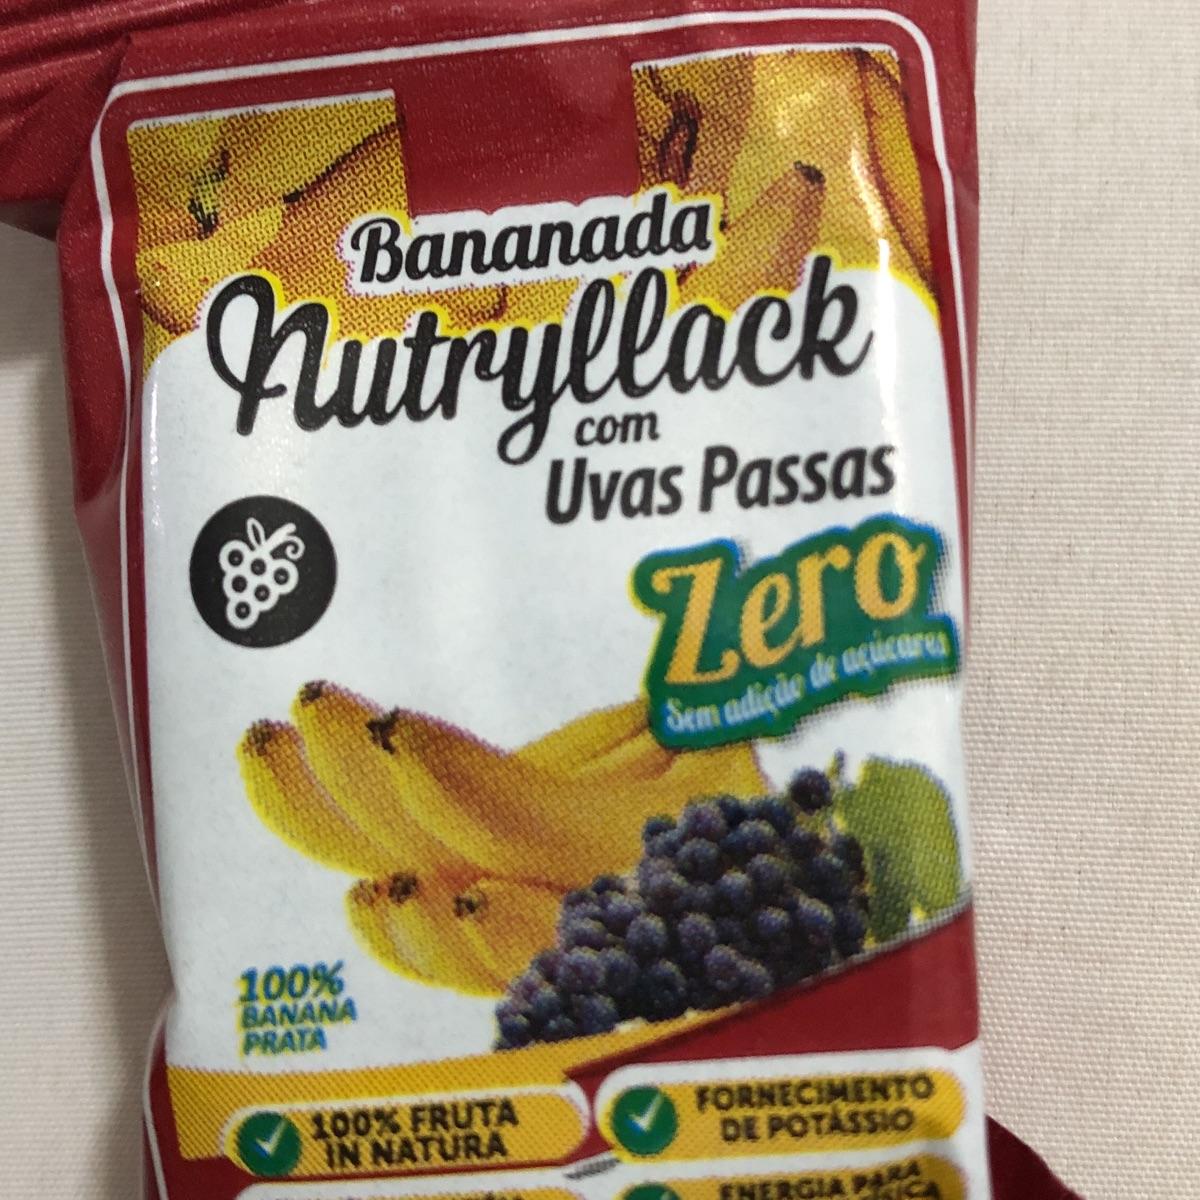 Bananada
Nutryllack
com
Uvas Passas
Zero
Sem adição de açúcares
100%
BANANA
PRATA
100% FRUTA
IN NATURA
FORNECIMENTO
DE POTÁSSIO
ENERGIA PARA